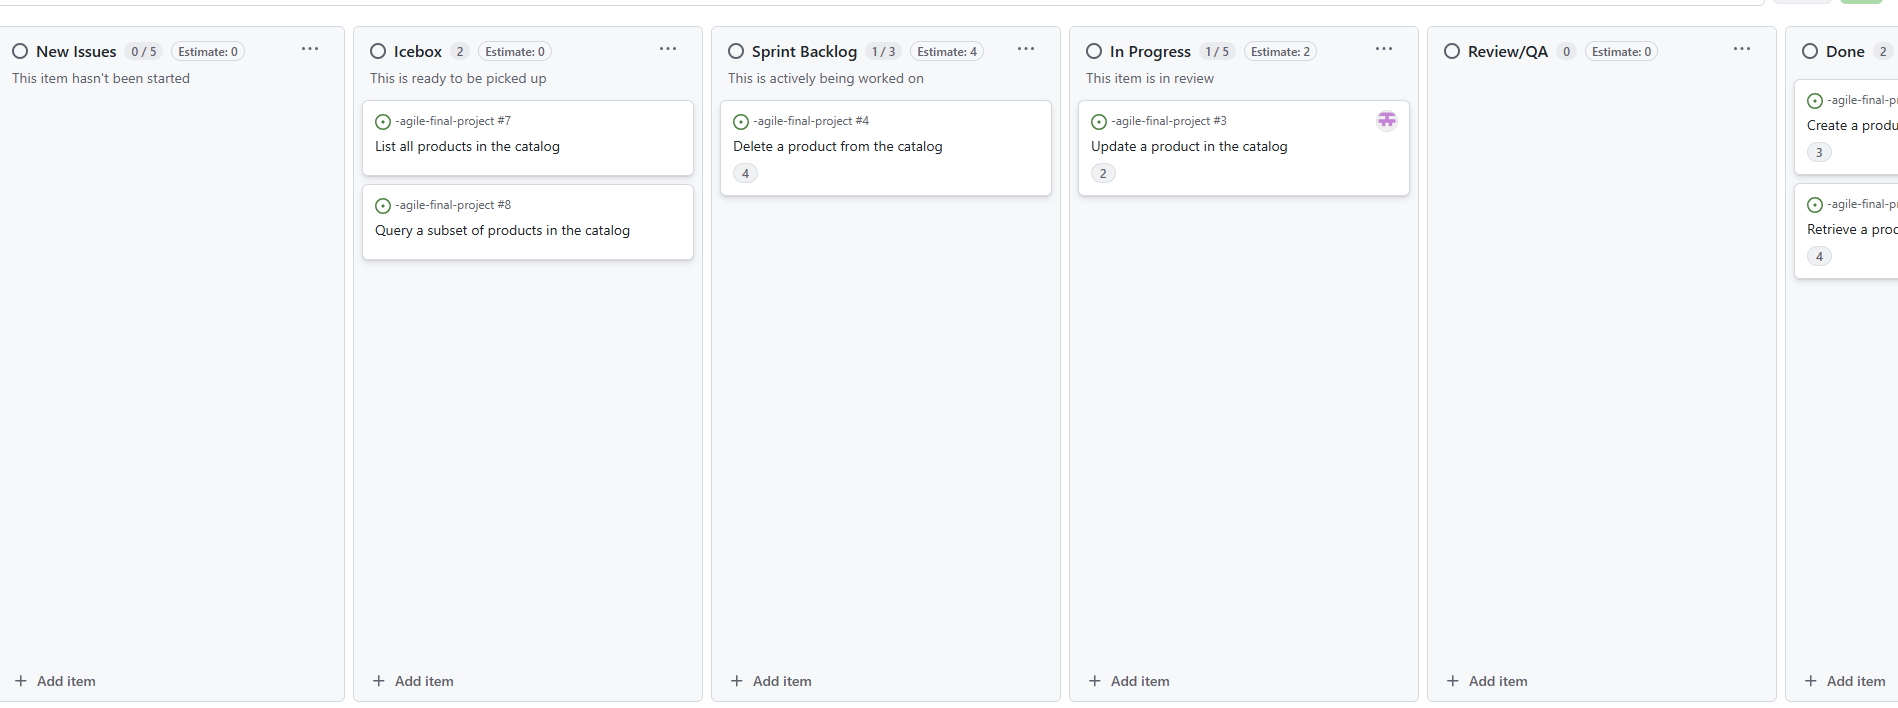 New Issues 0 / 5 Estimate: 0
This item hasn't been started
Add item
Icebox 2 Estimate: 0
This is ready to be picked up
-agile-final-project #7
List all products in the catalog
-agile-final-project #8
Query a subset of products in the catalog
Add item
Sprint Backlog 1 / 3 Estimate: 4
This is actively being worked on
-agile-final-project #4
Delete a product from the catalog
4
Add item
In Progress 1 / 5 Estimate: 2
This item is in review
-agile-final-project #3
Update a product in the catalog
2
Add item
Review/QA 0 Estimate: 0
Add item
Done 2
-agile-final-p
Create a produ
3
-agile-final-p
Retrieve a proc
4
Add item